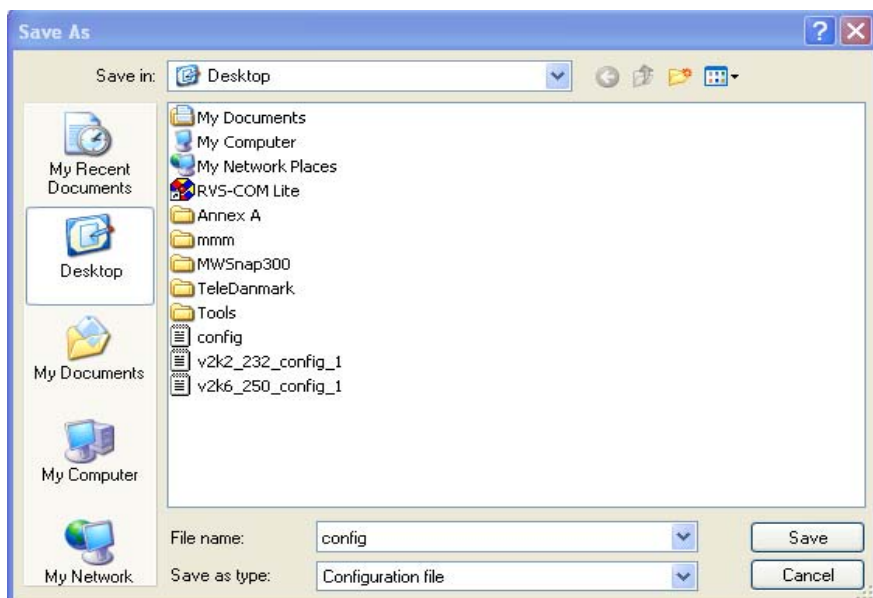 Save As
Save in: Desktop
My Recent
Documents
Desktop
My Documents
My Computer
My Network
My Documents
My Computer
My Network Places
RVS-COM Lite
Annex A
mmm
MWSnap300
TeleDanmark
Tools
config
v2k2_232_config_1
v2k6_250_config_1
File name: config
Save
Save as type: Configuration file
Cancel